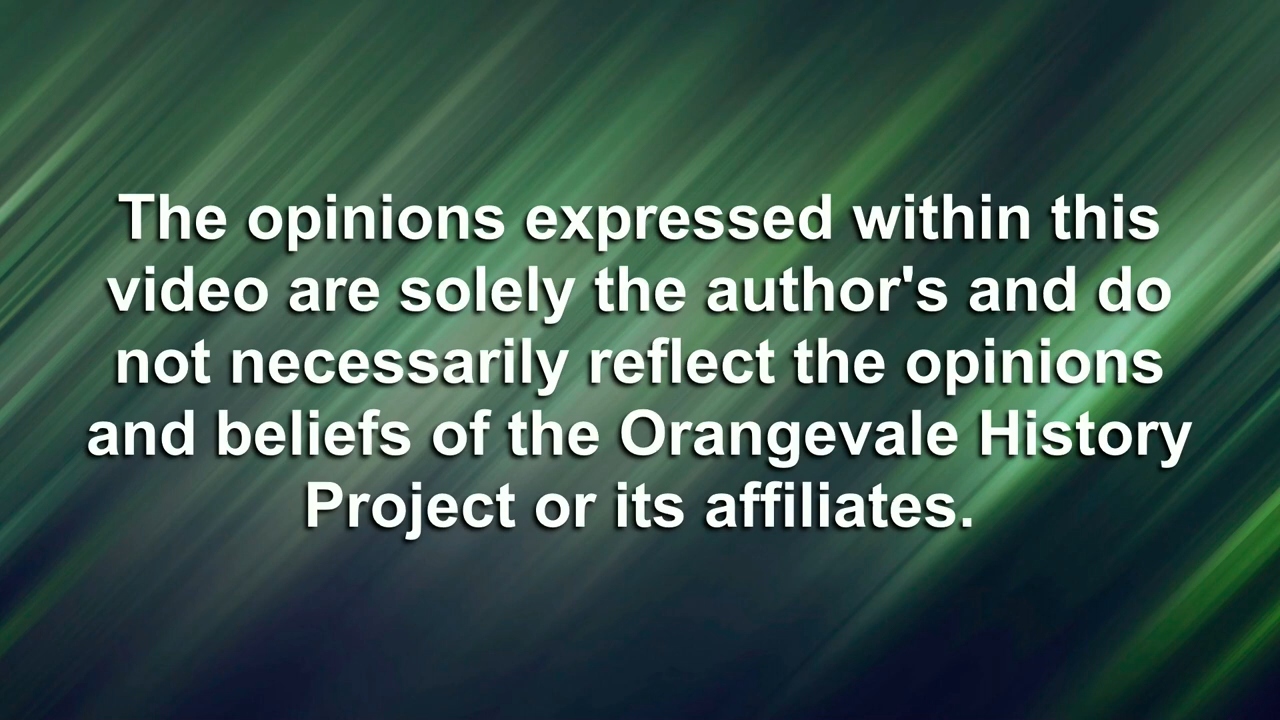 The opinions expressed within this
video are solely the author's and do
not necessarily reflect the opinions
and beliefs of the Orangevale History
Project or its affiliates.